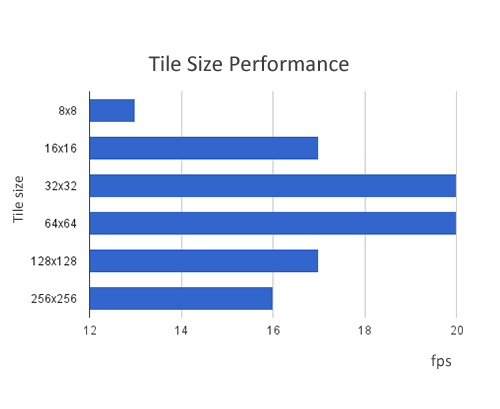 Tile Size Performance
Tile size
8x8
16x16
32x32
64x64
128x128
256x256
12 14 16 18 20
fps